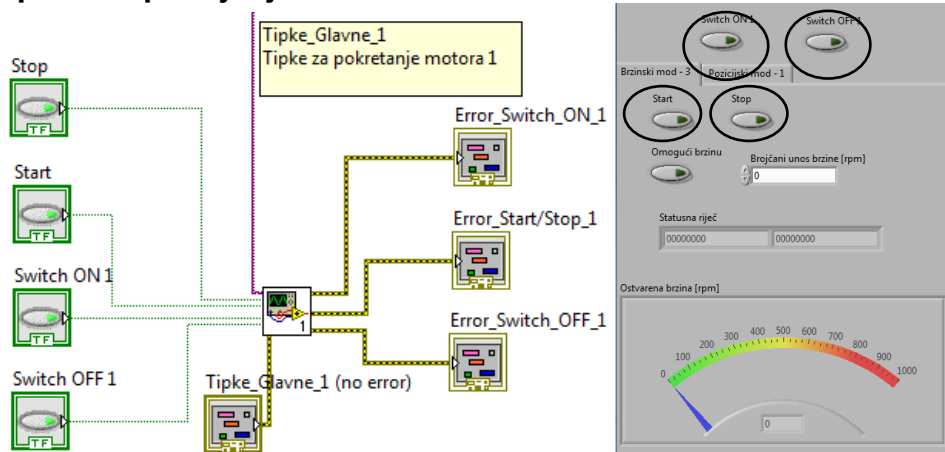 Tipke_Glavne_1
Tipke za pokretanje motora 1
Stop
TF
Start
TF
Switch ON 1
TF
Switch OFF 1
TF
1
Tipke_Glavne_1 (no error)
Error_Switch_ON_1
Error_Start/Stop_1
Error_Switch_OFF_1
Switch ON 1
Switch OFF 1
Brzinski mod - 3
Pozicijski mod - 1
Start
Stop
Omogući brzinu
Brojčani unos brzine [rpm]
0
Statusna riječ
00000000
00000000
Ostvarena brzina [rpm]
0
100
200
300
400
500
600
700
800
900
1000
0